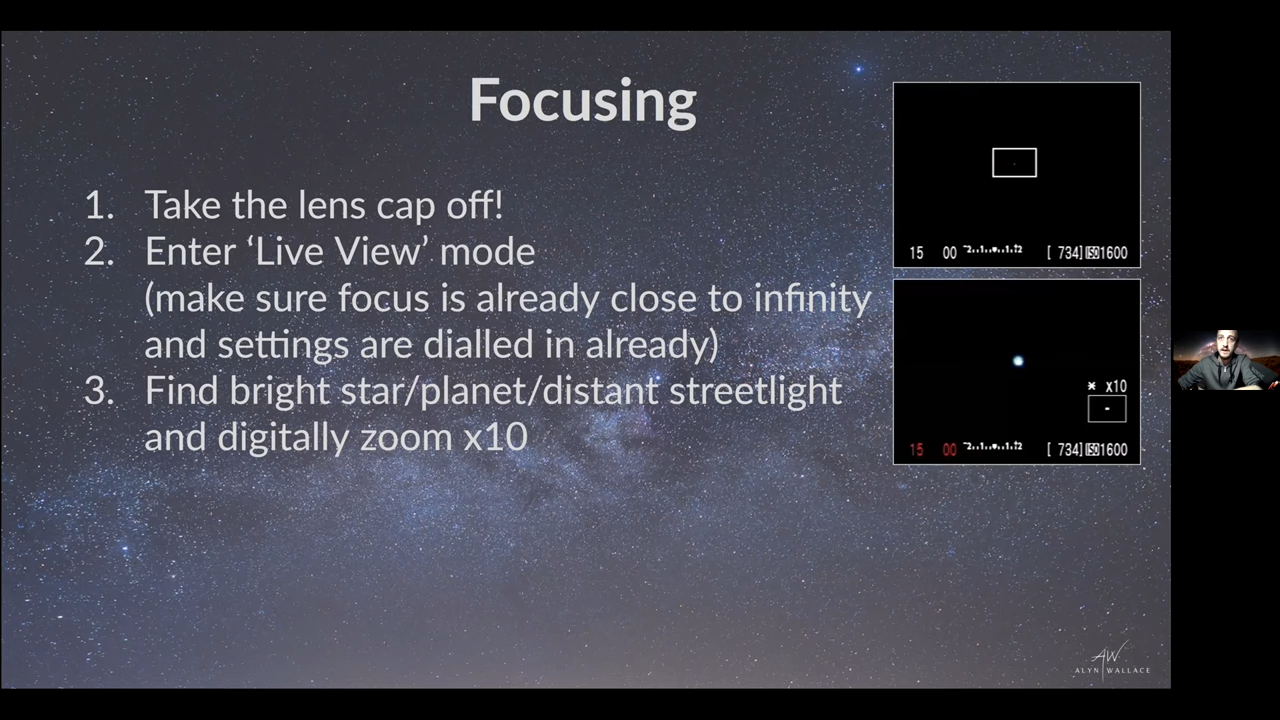 Focusing
1. Take the lens cap off!
2. Enter ‘Live View’ mode
(make sure focus is already close to infinity
and settings are dialled in already)
3. Find bright star/planet/distant streetlight
and digitally zoom x10
15 00 [ 734] 1600
x10
15 00 [ 734] 1600
AW
ALYN WALLACE